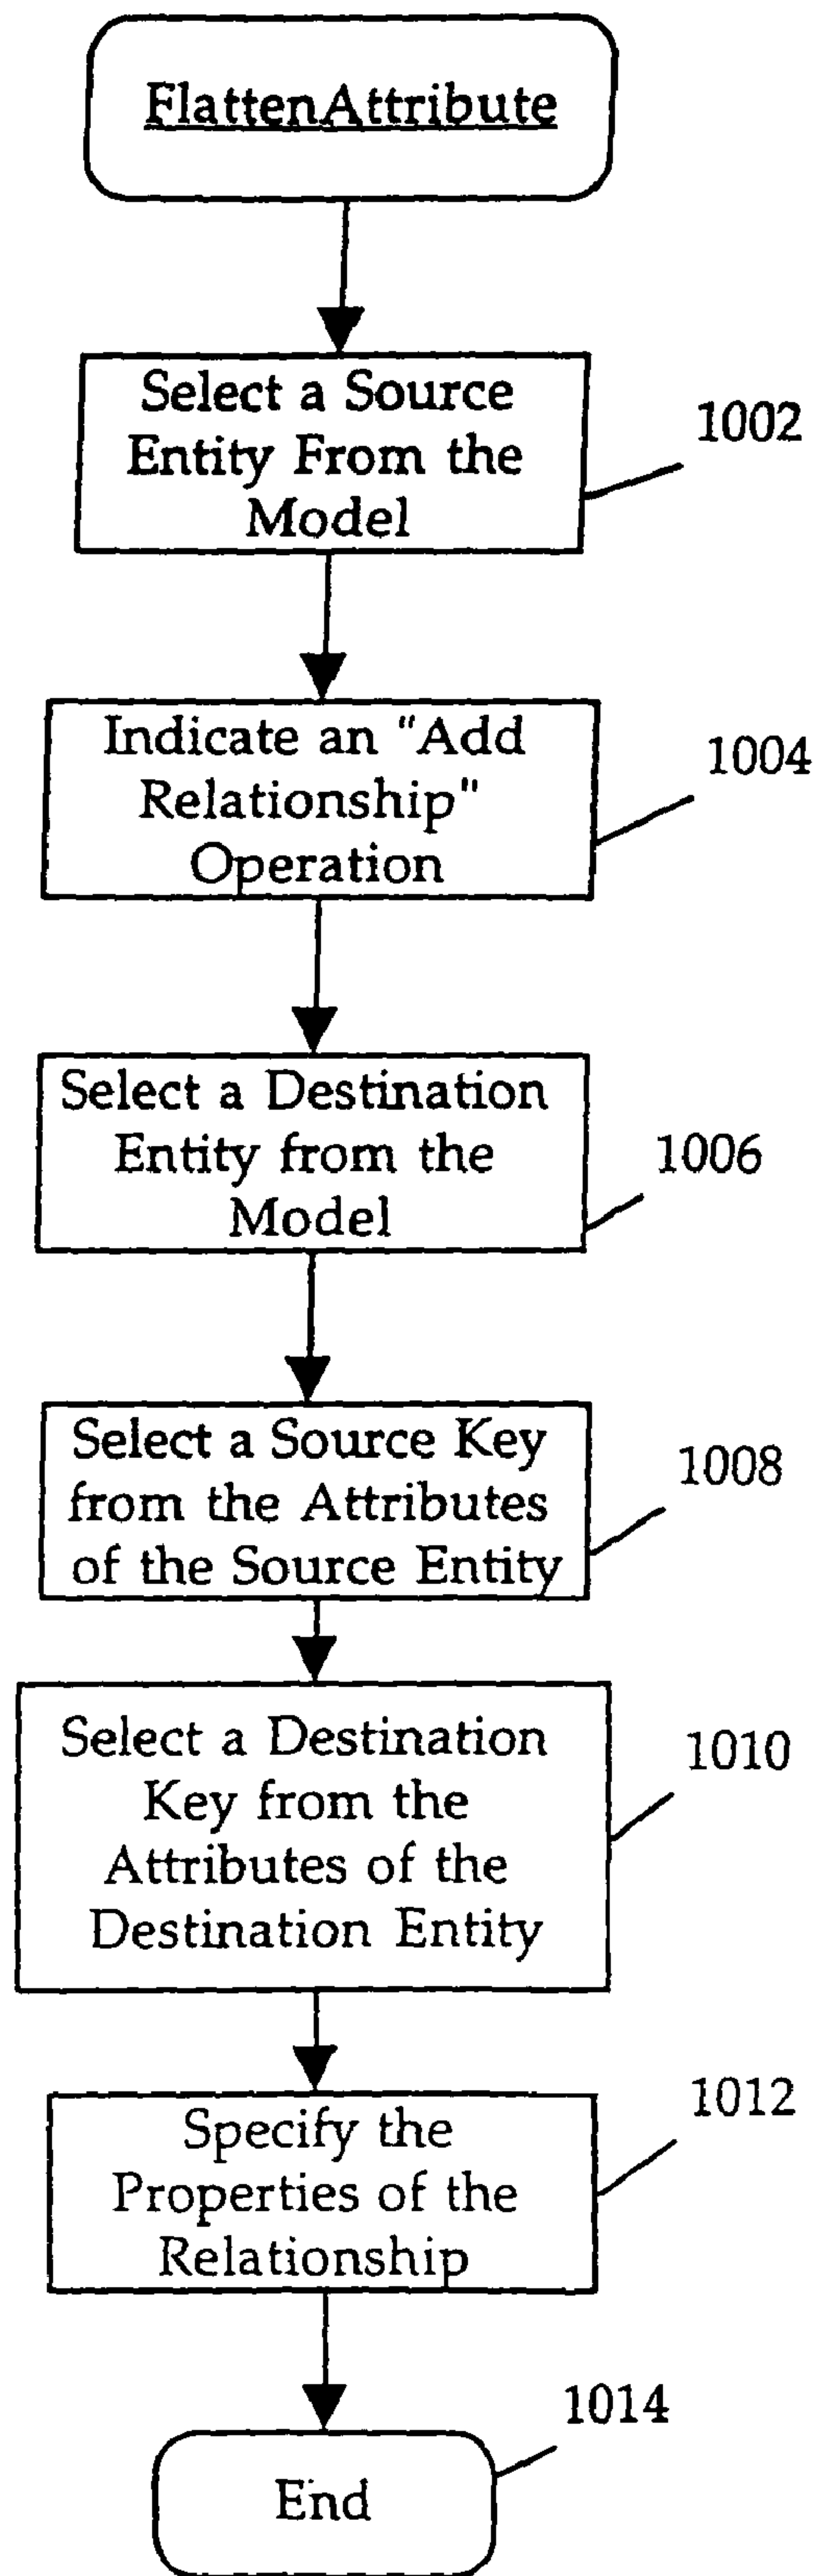 FlattenAttribute
Select a Source
Entity From the
Model
1002
Indicate an "Add
Relationship"
Operation
1004
Select a Destination
Entity from the
Model
1006
Select a Source Key
from the Attributes
of the Source Entity
1008
Select a Destination
Key from the
Attributes of the
Destination Entity
1010
Specify the
Properties of the
Relationship
1012
End
1014